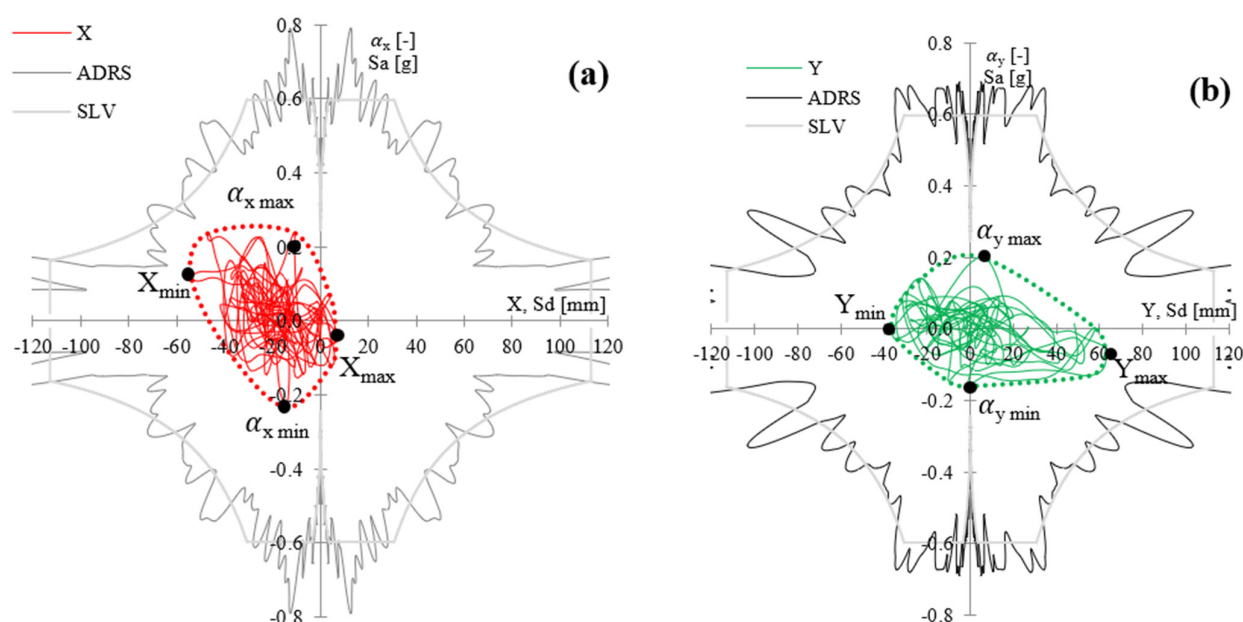 X
ADRS
SLV
αx [-]
Sa [g]
(a)
0.8
0.6
0.4
0.2
0.0
-0.2
-0.4
-0.6
-0.8
αx max
Xmin
X, Sd [mm]
-120 -100 -80 -60 -40 -20 0 20 40 60 80 100 120
Xmax
αx min
Y
ADRS
SLV
αy [-]
Sa [g]
(b)
0.8
0.6
0.4
0.2
0.0
-0.2
-0.4
-0.6
-0.8
αy max
Ymin
Y, Sd [mm]
-120 -100 -80 -60 -40 -20 0 20 40 60 80 100 120
Ymax
αy min